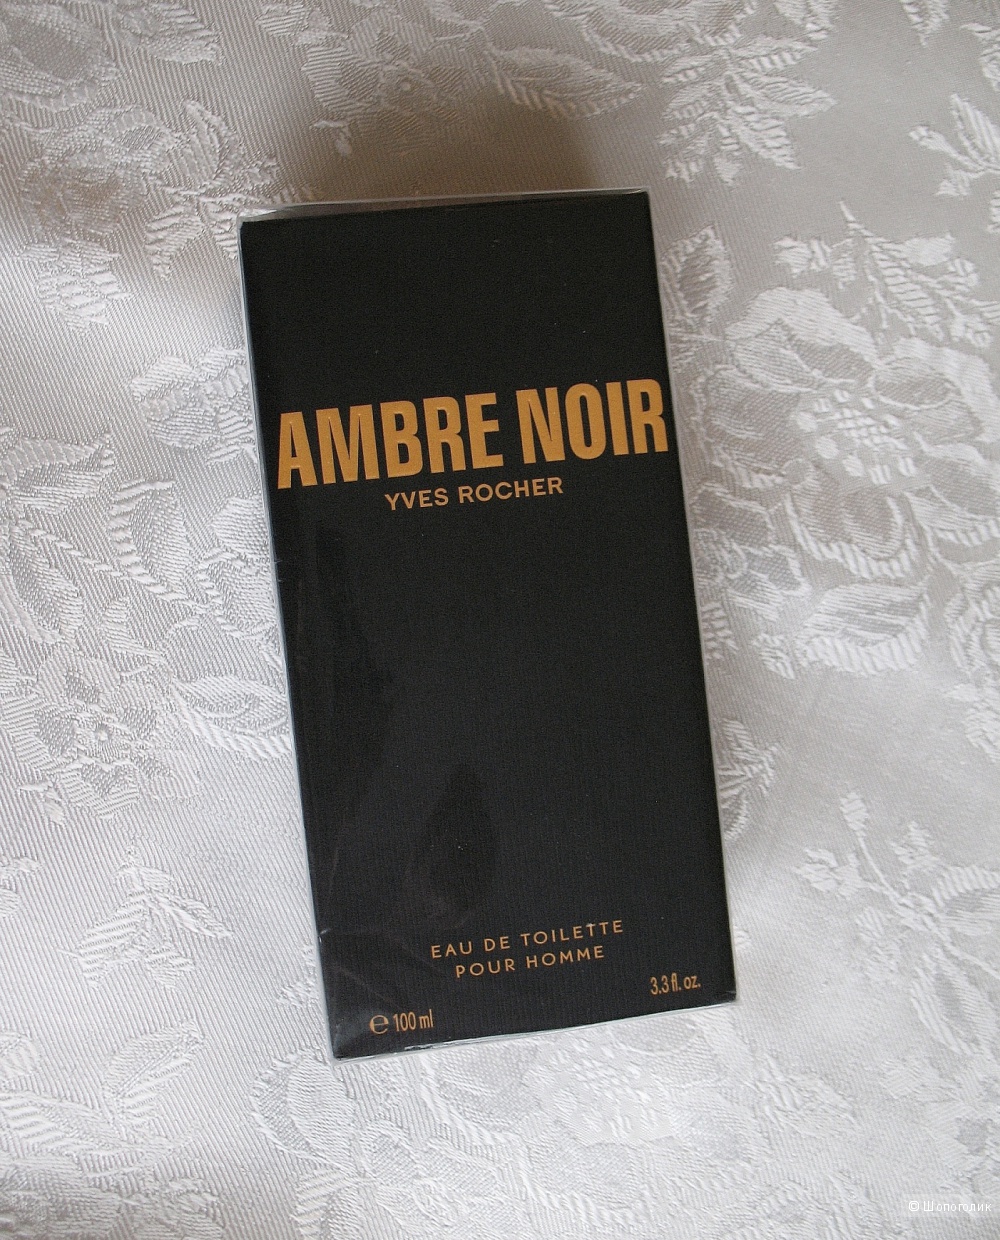 AMBRE NOIR
YVES ROCHER
EAU DE TOILETTE
POUR HOMME
3.3 fl. oz.
℮ 100 ml
© Шопоголик